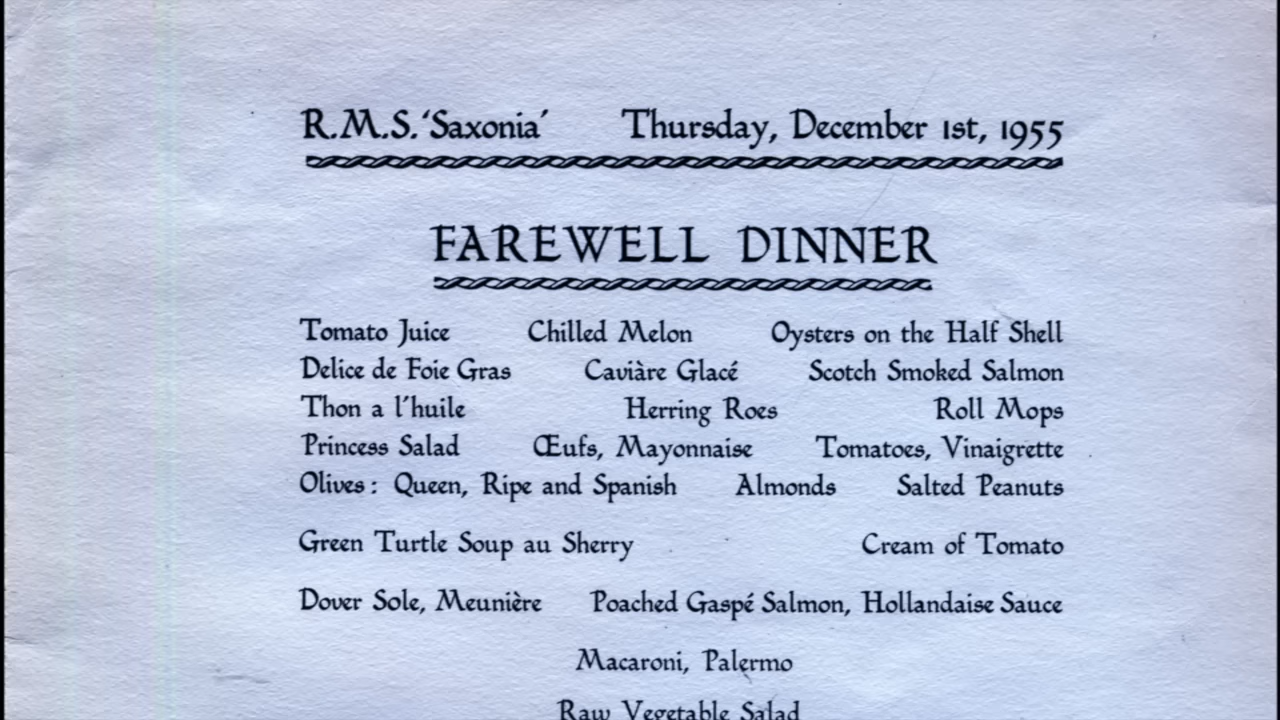 R.M.S. 'Saxonia' Thursday, December 1st, 1955
FAREWELL DINNER
Tomato Juice Chilled Melon Oysters on the Half Shell
Delice de Foie Gras Caviàre Glacé Scotch Smoked Salmon
Thon a l'huile Herring Roes Roll Mops
Princess Salad Œufs, Mayonnaise Tomatoes, Vinaigrette
Olives: Queen, Ripe and Spanish Almonds Salted Peanuts
Green Turtle Soup au Sherry Cream of Tomato
Dover Sole, Meunière Poached Gaspé Salmon, Hollandaise Sauce
Macaroni, Palermo
Raw Vegetable Salad